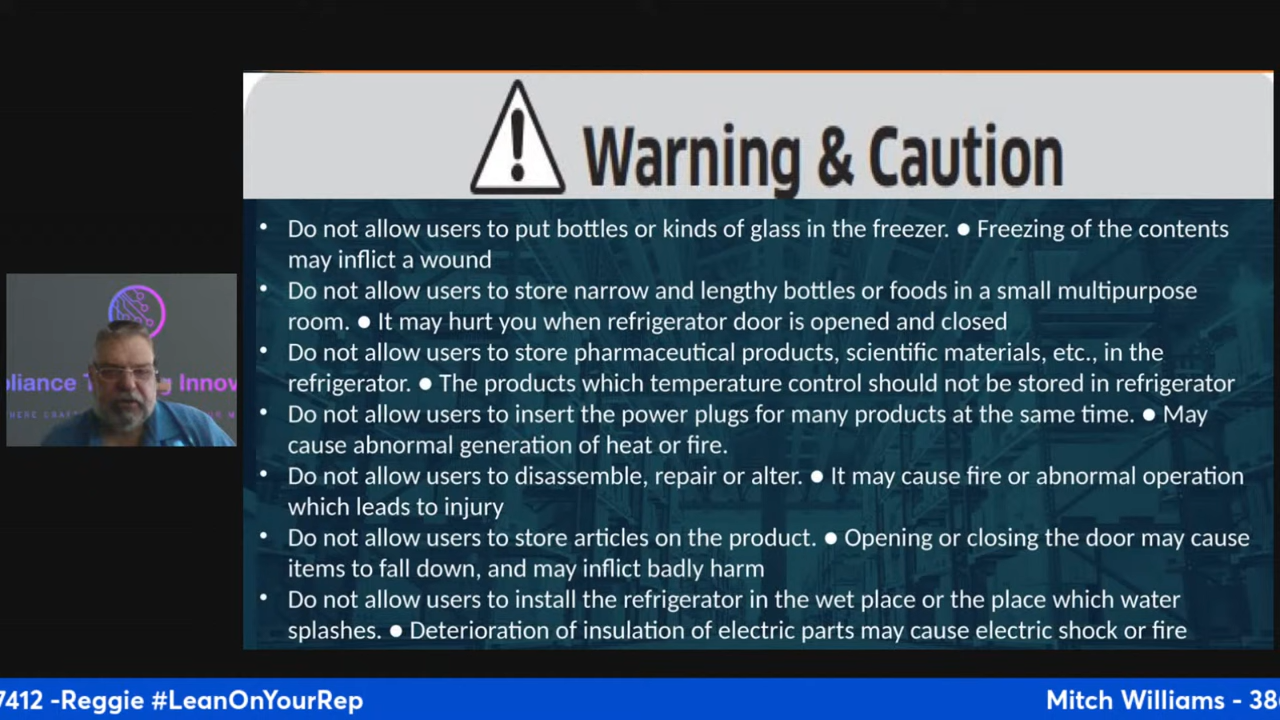 Warning & Caution
• Do not allow users to put bottles or kinds of glass in the freezer. ● Freezing of the contents
may inflict a wound
• Do not allow users to store narrow and lengthy bottles or foods in a small multipurpose
room. ● It may hurt you when refrigerator door is opened and closed
• Do not allow users to store pharmaceutical products, scientific materials, etc., in the
refrigerator. ● The products which temperature control should not be stored in refrigerator
• Do not allow users to insert the power plugs for many products at the same time. ● May
cause abnormal generation of heat or fire.
• Do not allow users to disassemble, repair or alter. ● It may cause fire or abnormal operation
which leads to injury
• Do not allow users to store articles on the product. ● Opening or closing the door may cause
items to fall down, and may inflict badly harm
• Do not allow users to install the refrigerator in the wet place or the place which water
splashes. ● Deterioration of insulation of electric parts may cause electric shock or fire
pliance T g Innov
7412 -Reggie #LeanOnYourRep
Mitch Williams - 38